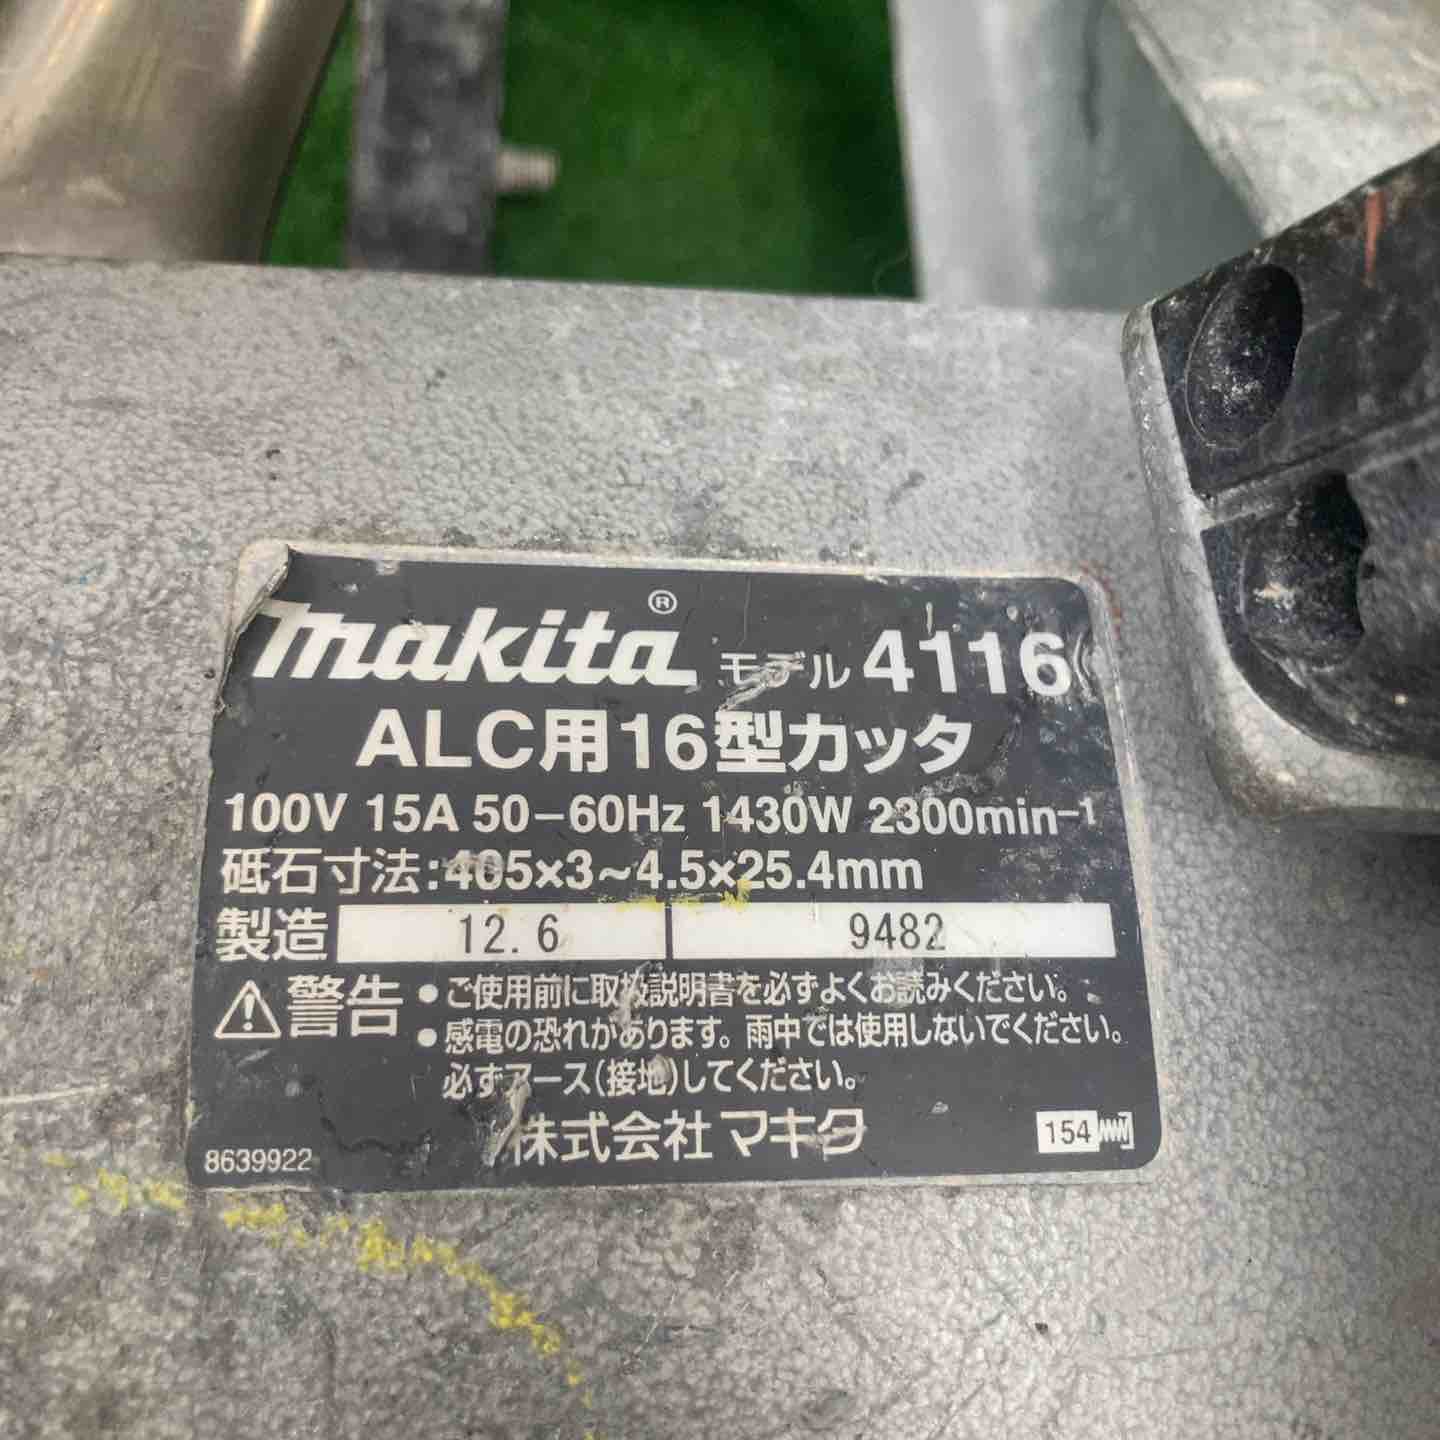 makita® モデル 4116
ALC用16型カッタ
100V 15A 50-60Hz 1430W 2300min⁻¹
砥石寸法:405×3～4.5×25.4mm
製造 12.6 9482
⚠警告 •ご使用前に取扱説明書を必ずよくお読みください。
•感電の恐れがあります。雨中では使用しないでください。
必ずアース(接地)してください。
株式会社マキタ
8639922
154